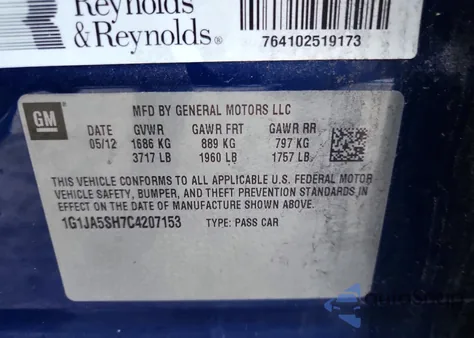 Reynolds
& Reynolds®
764102519173
GM
MFD BY GENERAL MOTORS LLC
DATE GVWR GAWR FRT GAWR RR
05/12 1686 KG 889 KG 797 KG
3717 LB 1960 LB 1757 LB
THIS VEHICLE CONFORMS TO ALL APPLICABLE U.S. FEDERAL MOTOR
VEHICLE SAFETY, BUMPER, AND THEFT PREVENTION STANDARDS
IN EFFECT ON THE DATE OF MANUFACTURE SHOWN ABOVE.
1G1JA5SH7C4207153 TYPE: PASS CAR